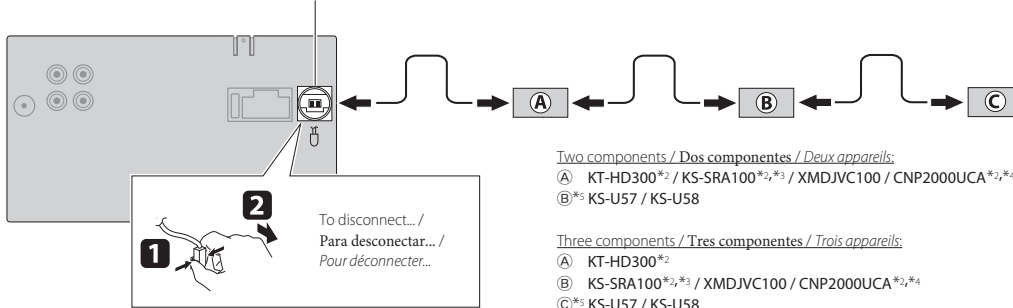 A
B
C
Two components / Dos componentes / Deux appareils:
Ⓐ KT-HD300*2 / KS-SRA100*2,*3 / XMDJVC100 / CNP2000UCA*2,*4
Ⓑ*5 KS-U57 / KS-U58
1
2
To disconnect... /
Para desconectar... /
Pour déconnecter...
Three components / Tres componentes / Trois appareils:
Ⓐ KT-HD300*2
Ⓑ KS-SRA100*2,*3 / XMDJVC100 / CNP2000UCA*2,*4
Ⓒ*5 KS-U57 / KS-U58